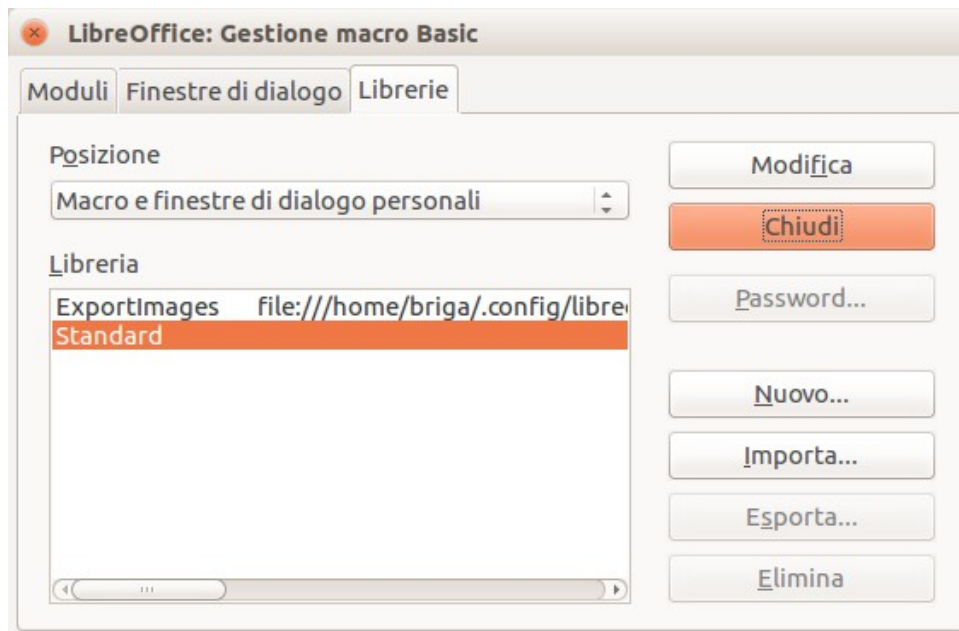 LibreOffice: Gestione macro Basic
Moduli Finestre di dialogo Librerie
Posizione
Macro e finestre di dialogo personali
Libreria
ExportImages file:///home/briga/.config/libreo
Standard
Modifica
Chiudi
Password...
Nuovo...
Importa...
Esporta...
Elimina